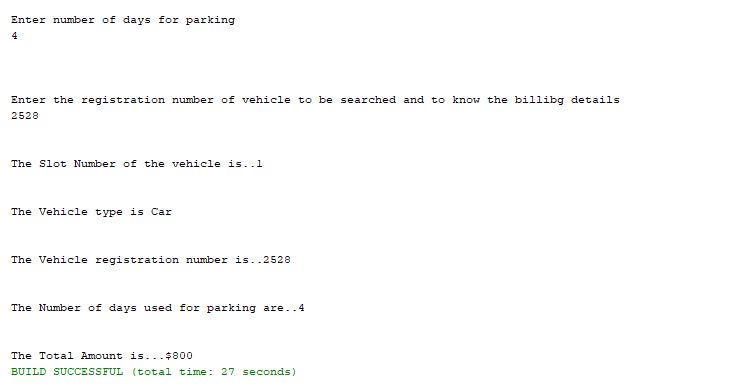 Enter number of days for parking
4
Enter the registration number of vehicle to be searched and to know the billibg details
2528
The Slot Number of the vehicle is..1
The Vehicle type is Car
The Vehicle registration number is..2528
The Number of days used for parking are..4
The Total Amount is...$800
BUILD SUCCESSFUL (total time: 27 seconds)